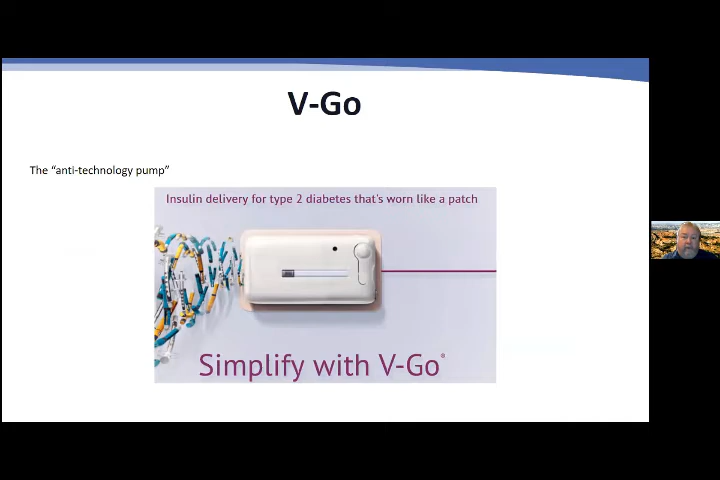 V-Go
The “anti-technology pump”
Insulin delivery for type 2 diabetes that's worn like a patch
Simplify with V-Go®